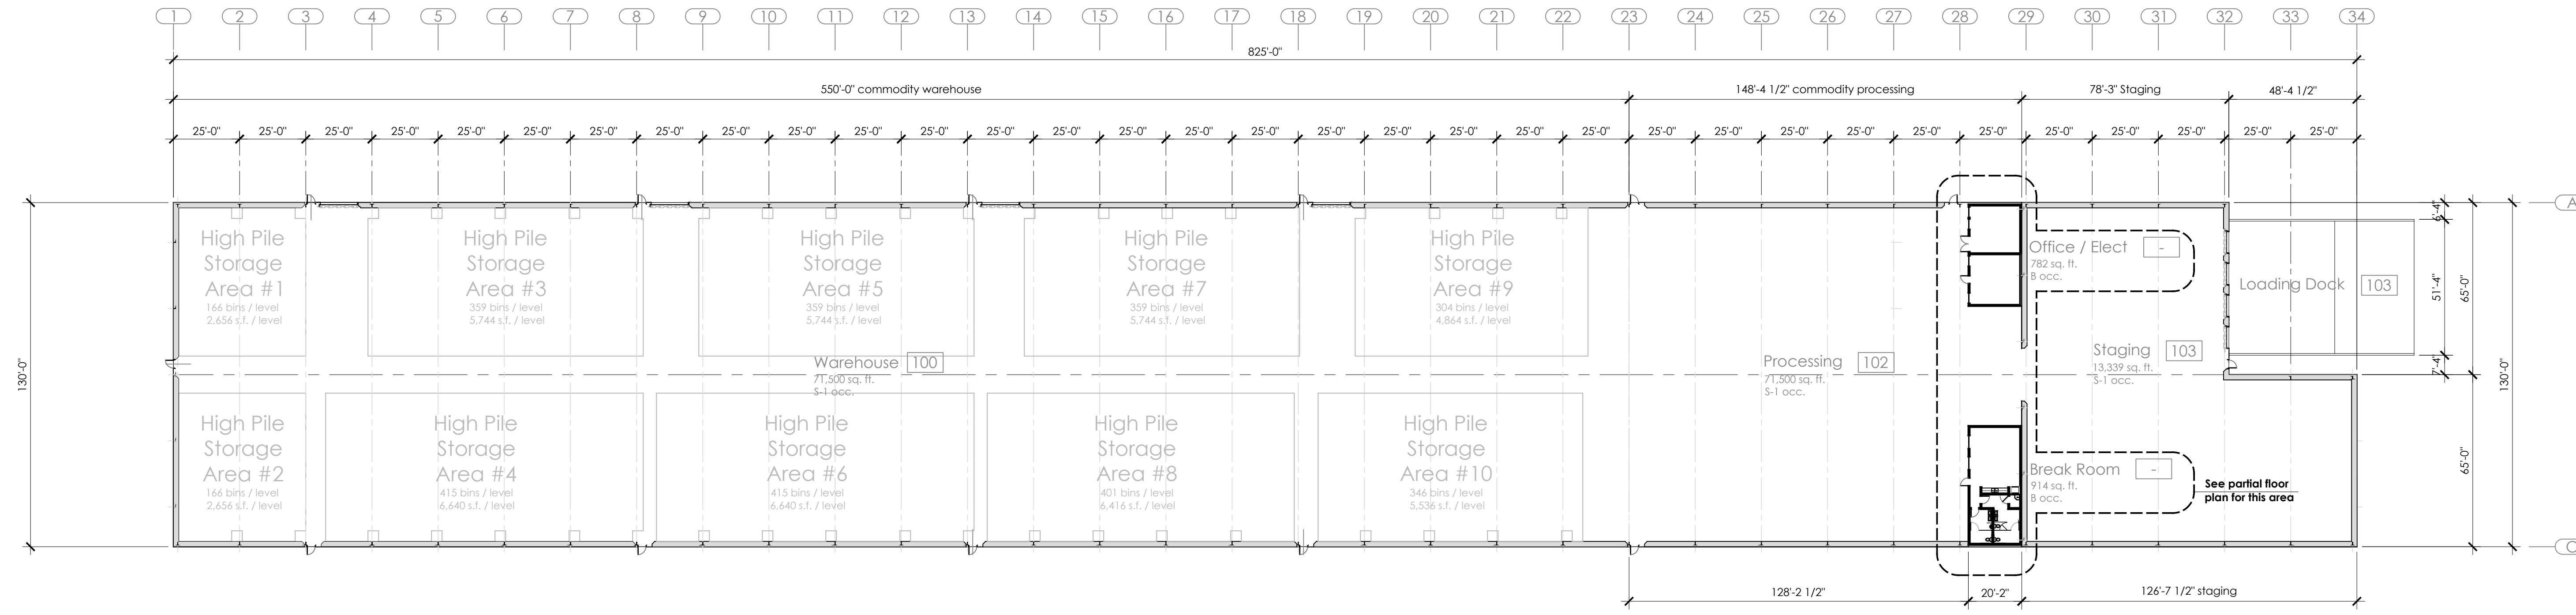 1 2 3 4 5 6 7 8 9 10 11 12 13 14 15 16 17 18 19 20 21 22 23 24 25 26 27 28 29 30 31 32 33 34
825'-0"
550'-0" commodity warehouse 148'-4 1/2" commodity processing 78'-3" Staging 48'-4 1/2"
25'-0" 25'-0" 25'-0" 25'-0" 25'-0" 25'-0" 25'-0" 25'-0" 25'-0" 25'-0" 25'-0" 25'-0" 25'-0" 25'-0" 25'-0" 25'-0" 25'-0" 25'-0" 25'-0" 25'-0" 25'-0" 25'-0" 25'-0" 25'-0" 25'-0" 25'-0" 25'-0" 25'-0" 25'-0" 25'-0" 25'-0" 25'-0" 25'-0"
A
130'-0"
High Pile
Storage
Area #1
166 bins / level
2,656 s.f. / level
High Pile
Storage
Area #3
359 bins / level
5,744 s.f. / level
High Pile
Storage
Area #5
359 bins / level
5,744 s.f. / level
High Pile
Storage
Area #7
359 bins / level
5,744 s.f. / level
High Pile
Storage
Area #9
304 bins / level
4,864 s.f. / level
Office / Elect -
782 sq. ft.
B occ.
Loading Dock 103
6'-4"
51'-4"
7'-4"
65'-0"
65'-0"
130'-0"
Warehouse 100
71,500 sq. ft.
S-1 occ.
Processing 102
71,500 sq. ft.
S-1 occ.
Staging 103
13,339 sq. ft.
S-1 occ.
High Pile
Storage
Area #2
166 bins / level
2,656 s.f. / level
High Pile
Storage
Area #4
415 bins / level
6,640 s.f. / level
High Pile
Storage
Area #6
415 bins / level
6,640 s.f. / level
High Pile
Storage
Area #8
401 bins / level
6,416 s.f. / level
High Pile
Storage
Area #10
346 bins / level
5,536 s.f. / level
Break Room -
914 sq. ft.
B occ.
See partial floor
plan for this area
128'-2 1/2" 20'-2" 126'-7 1/2" staging